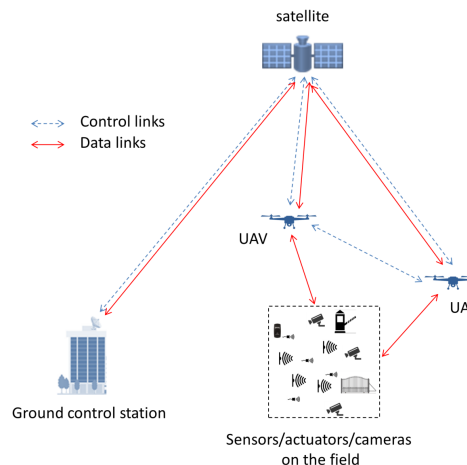 satellite
Control links
Data links
UAV
UA
Ground control station
Sensors/actuators/cameras
on the field